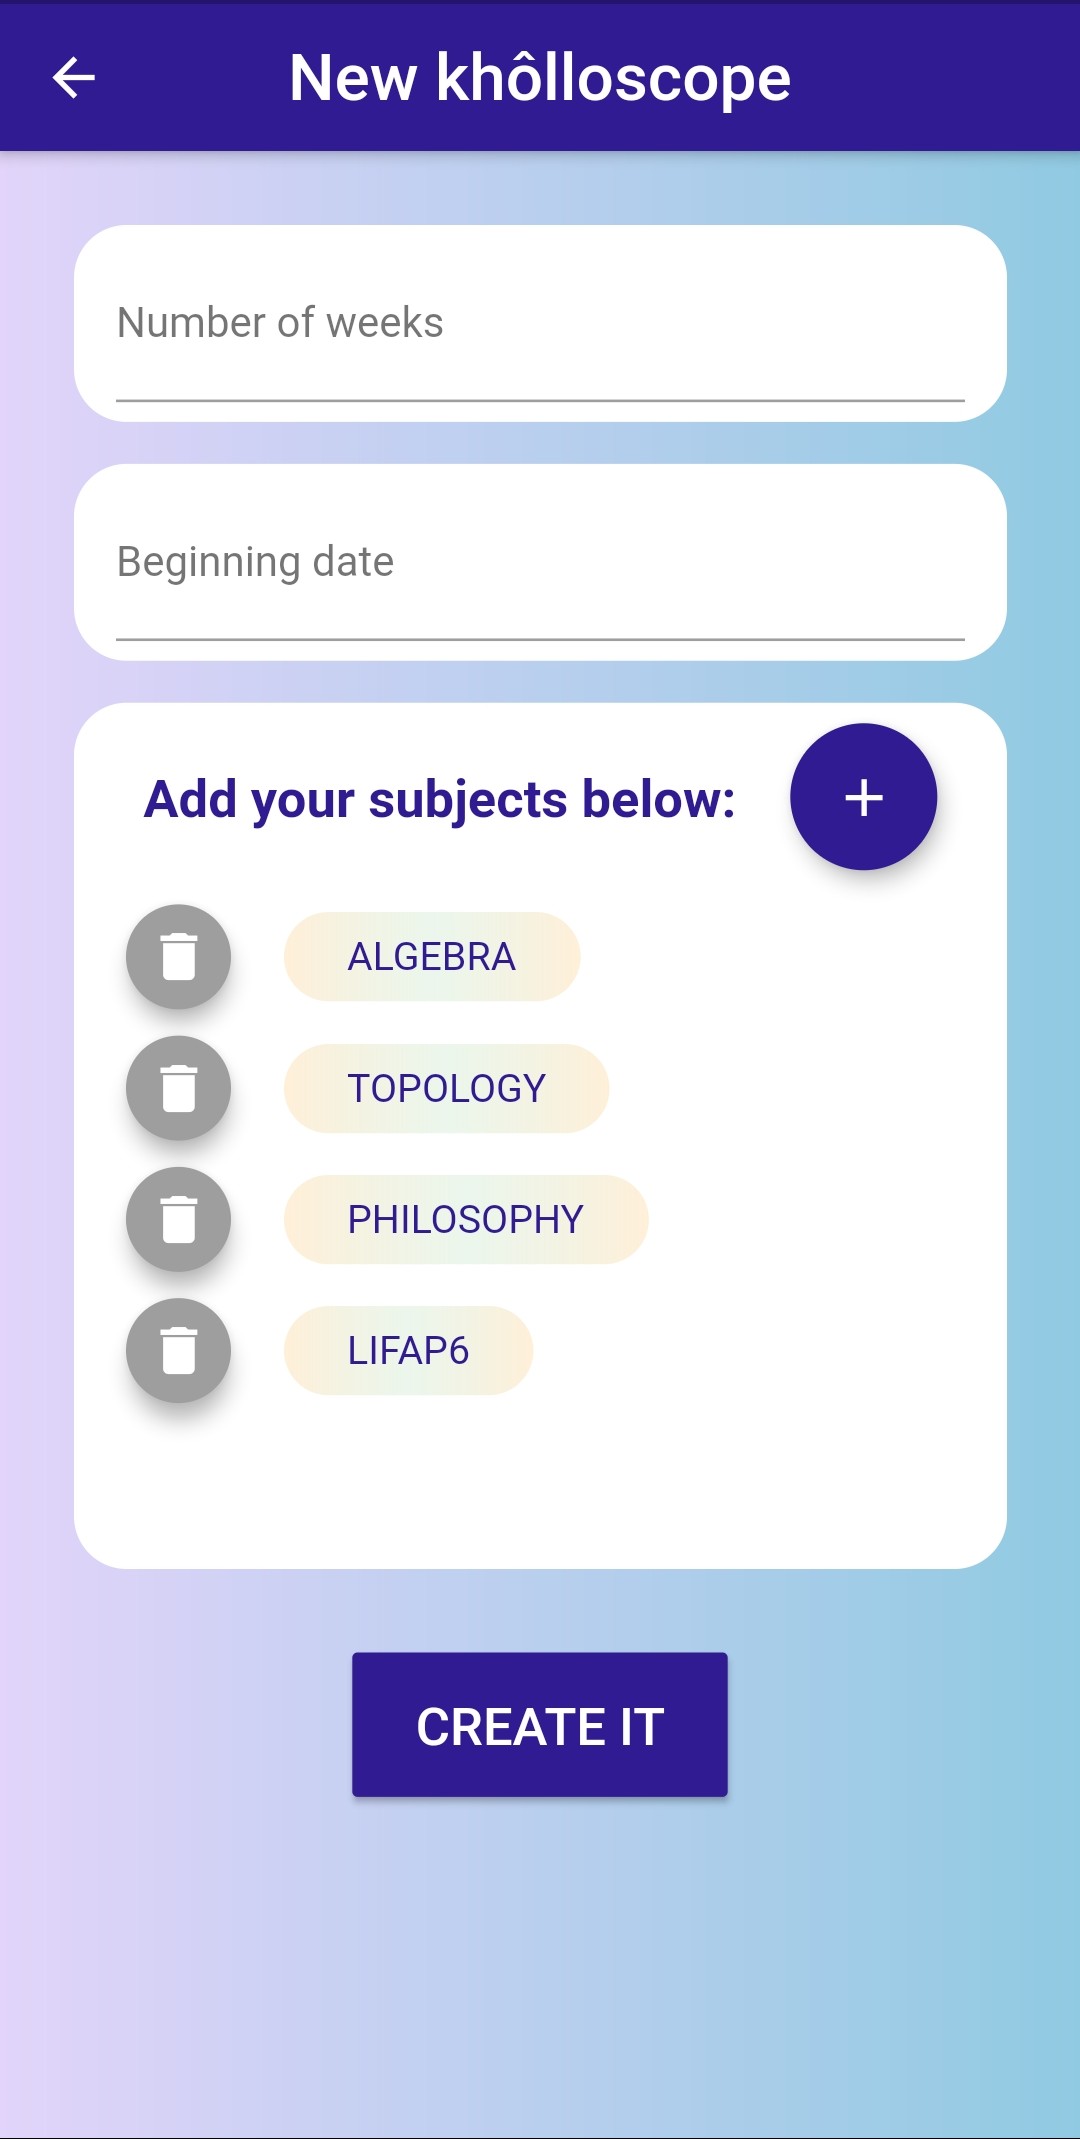 New khôlloscope
Number of weeks
Beginning date
Add your subjects below:
ALGEBRA
TOPOLOGY
PHILOSOPHY
LIFAP6
CREATE IT